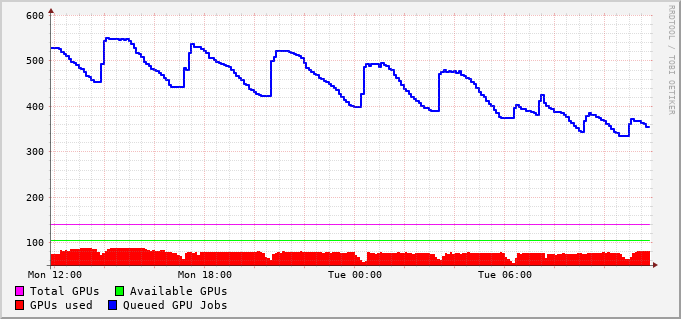 600
500
400
300
200
100
Mon 12:00 Mon 18:00 Tue 00:00 Tue 06:00
Total GPUs Available GPUs
GPUs used Queued GPU Jobs
RRDTOOL / TOBI OETIKER